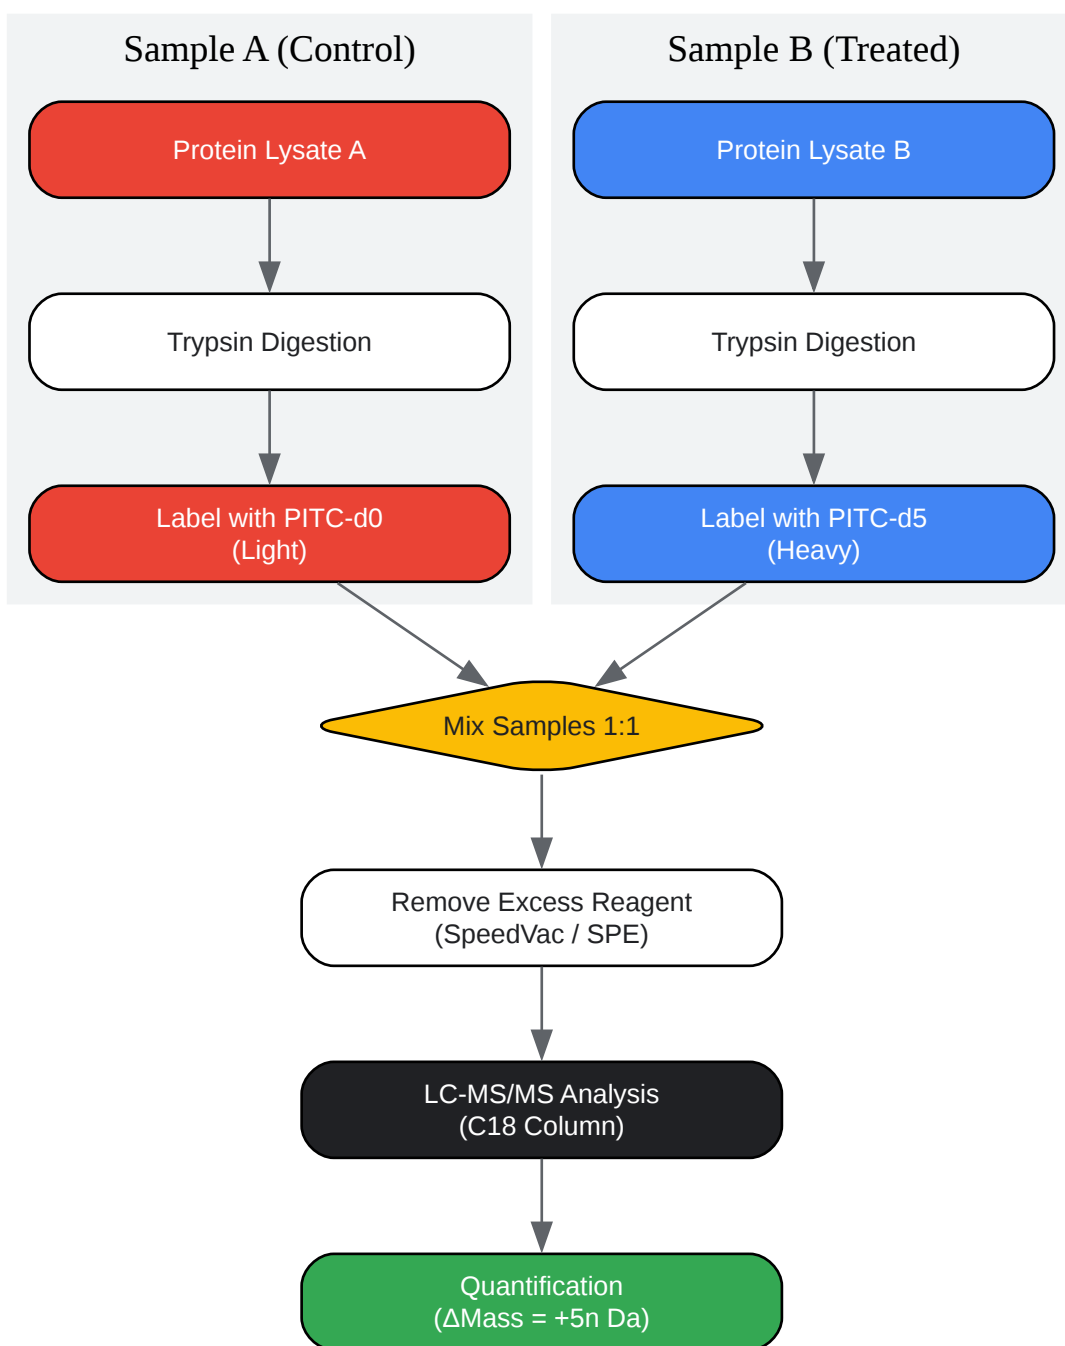 Sample A (Control)
Protein Lysate A
Trypsin Digestion
Label with PITC-d0
(Light)
Sample B (Treated)
Protein Lysate B
Trypsin Digestion
Label with PITC-d5
(Heavy)
Mix Samples 1:1
Remove Excess Reagent
(SpeedVac / SPE)
LC-MS/MS Analysis
(C18 Column)
Quantification
(ΔMass = +5n Da)